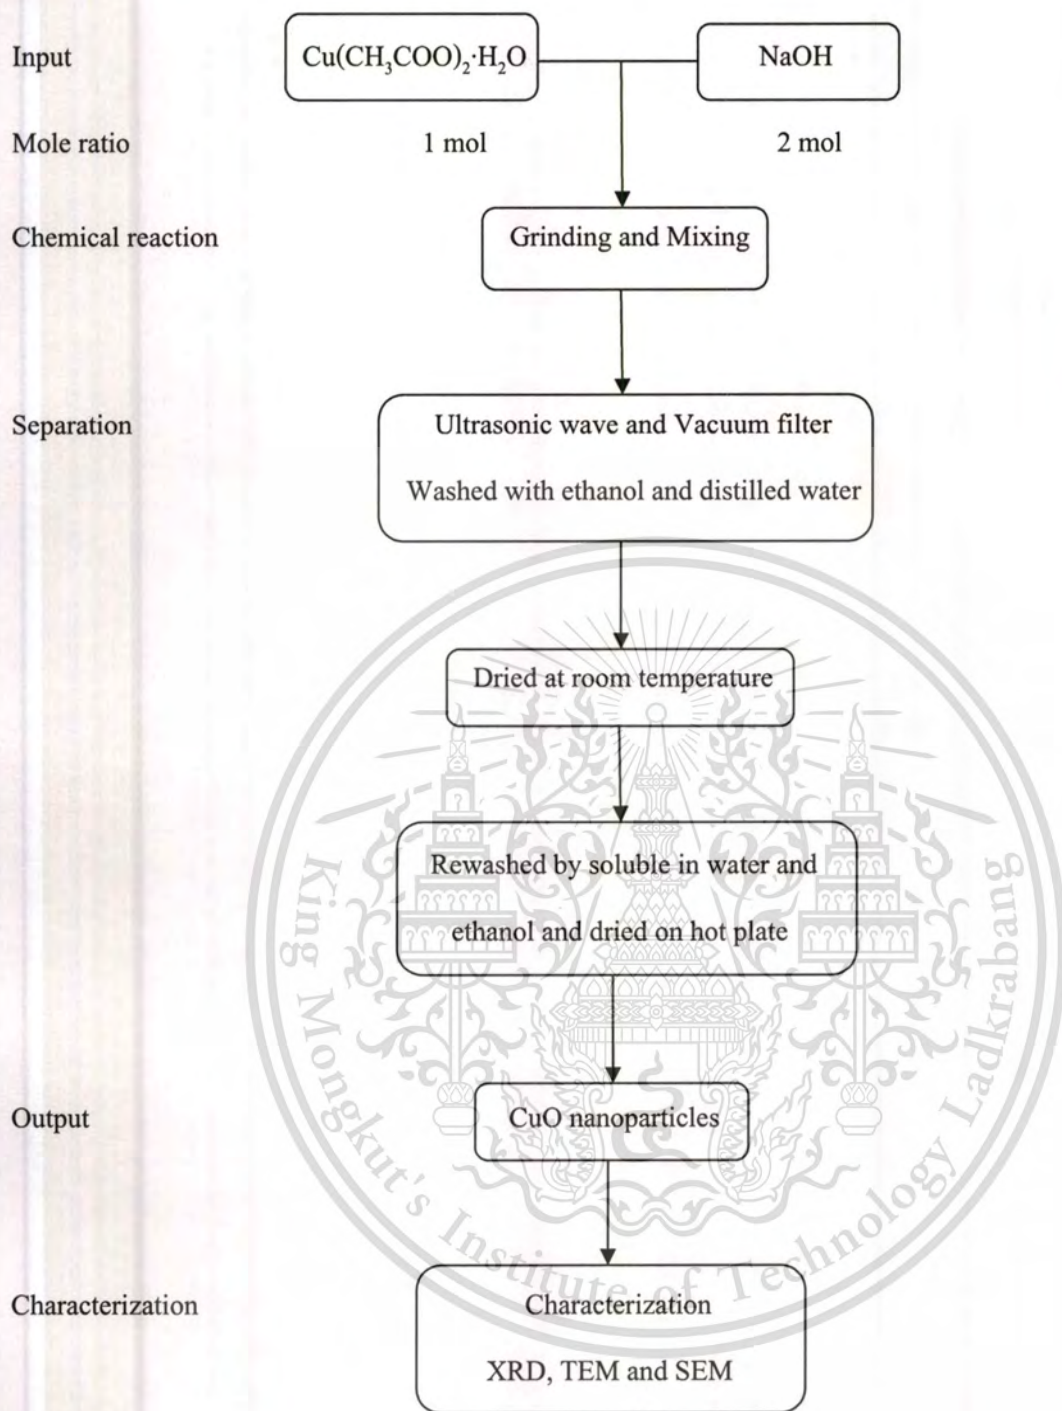 Input
Cu(CH₃COO)₂·H₂O
NaOH
Mole ratio
1 mol
2 mol
Chemical reaction
Grinding and Mixing
Separation
Ultrasonic wave and Vacuum filter
Washed with ethanol and distilled water
Dried at room temperature
Rewashed by soluble in water and
ethanol and dried on hot plate
Output
CuO nanoparticles
Characterization
Characterization
XRD, TEM and SEM
King Mongkut's Institute of Technology Ladkrabang